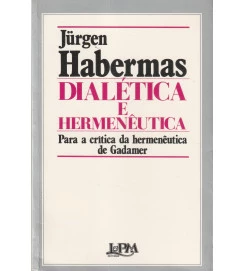 Jürgen
Habermas
DIALÉTICA
E
HERMENÊUTICA
Para a crítica da hermenêutica
de Gadamer
L&PM